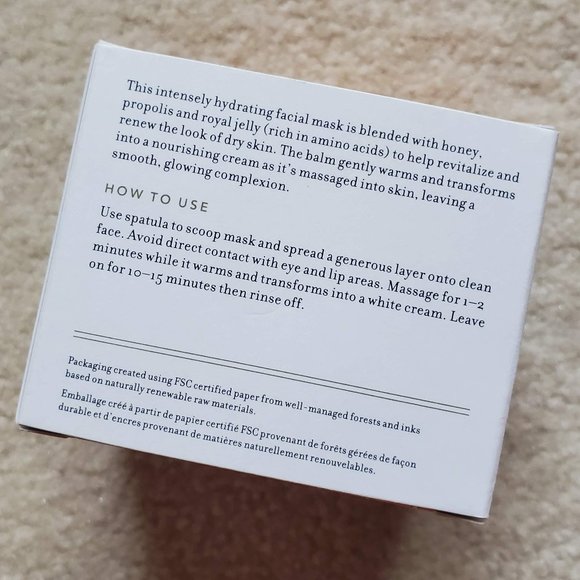 This intensely hydrating facial mask is blended with honey,
propolis and royal jelly (rich in amino acids) to help revitalize and
renew the look of dry skin. The balm gently warms and transforms
into a nourishing cream as it's massaged into skin, leaving a
smooth, glowing complexion.
HOW TO USE
Use spatula to scoop mask and spread a generous layer onto clean
face. Avoid direct contact with eye and lip areas. Massage for 1–2
minutes while it warms and transforms into a white cream. Leave
on for 10–15 minutes then rinse off.
Packaging created using FSC certified paper from well-managed forests and inks
based on naturally renewable raw materials.
Emballage créé à partir de papier certifié FSC provenant de forêts gérées de façon
durable et d'encres provenant de matières naturellement renouvelables.